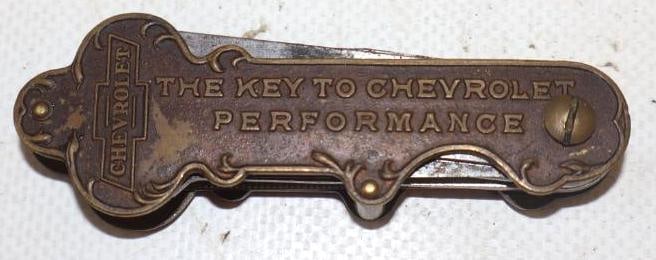 CHEVROLET
THE KEY TO CHEVROLET
PERFORMANCE